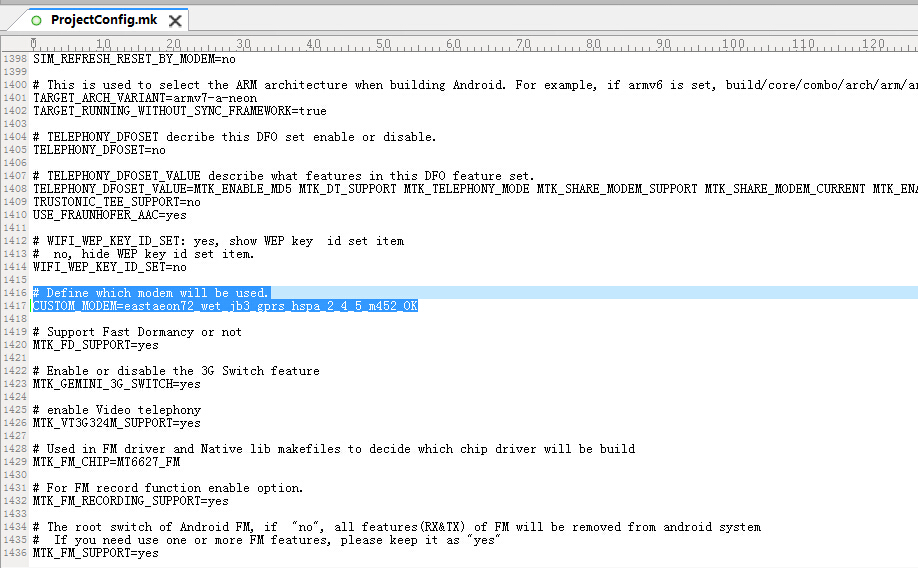 ProjectConfig.mk
0 10 20 30 40 50 60 70 80 90 100 110 120
1398 SIM_REFRESH_RESET_BY_MODEM=no
1399
1400 # This is used to select the ARM architecture when building Android. For example, if armv6 is set, build/core/combo/arch/arm/ar
1401 TARGET_ARCH_VARIANT=armv7-a-neon
1402 TARGET_RUNNING_WITHOUT_SYNC_FRAMEWORK=true
1403
1404 # TELEPHONY_DFOSET decribe this DFO set enable or disable.
1405 TELEPHONY_DFOSET=no
1406
1407 # TELEPHONY_DFOSET_VALUE describe what features in this DFO feature set.
1408 TELEPHONY_DFOSET_VALUE=MTK_ENABLE_MD5 MTK_DT_SUPPORT MTK_TELEPHONY_MODE MTK_SHARE_MODEM_SUPPORT MTK_SHARE_MODEM_CURRENT MTK_ENA
1409 TRUSTONIC_TEE_SUPPORT=no
1410 USE_FRAUNHOFER_AAC=yes
1411
1412 # WIFI_WEP_KEY_ID_SET: yes, show WEP key  id set item
1413 #  no, hide WEP key id set item.
1414 WIFI_WEP_KEY_ID_SET=no
1415
1416 # Define which modem will be used.
1417 CUSTOM_MODEM=eastaeon72_wet_jb3_gprs_hspa_2_4_5_m452_OK
1418
1419 # Support Fast Dormancy or not
1420 MTK_FD_SUPPORT=yes
1421
1422 # Enable or disable the 3G Switch feature
1423 MTK_GEMINI_3G_SWITCH=yes
1424
1425 # enable Video telephony
1426 MTK_VT3G324M_SUPPORT=yes
1427
1428 # Used in FM driver and Native lib makefiles to decide which chip driver will be build
1429 MTK_FM_CHIP=MT6627_FM
1430
1431 # For FM record function enable option.
1432 MTK_FM_RECORDING_SUPPORT=yes
1433
1434 # The root switch of Android FM, if  "no", all features(RX&TX) of FM will be removed from android system
1435 #  If you need use one or more FM features, please keep it as "yes"
1436 MTK_FM_SUPPORT=yes